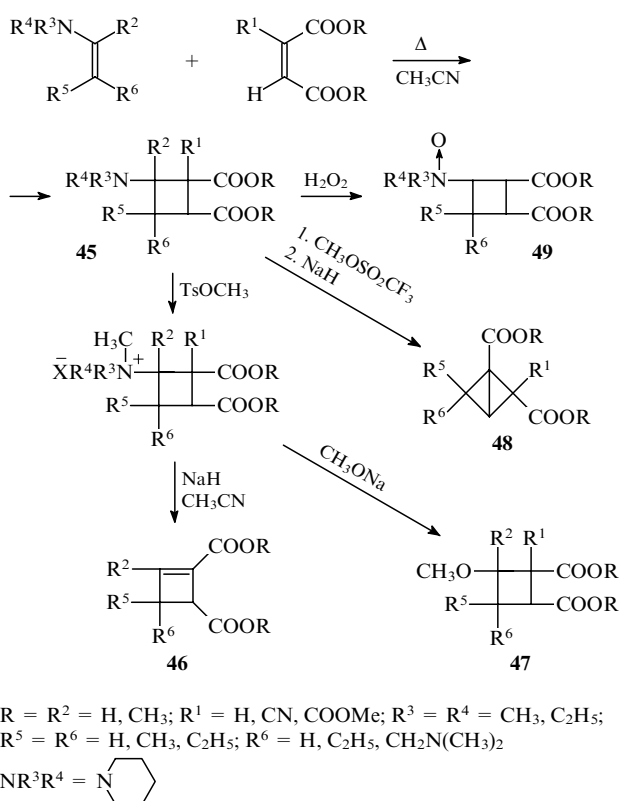 R⁴R³N R² R¹ COOR
+ Δ
H COOR CH₃CN
R⁵ R⁶
R² R¹ O
R⁴R³N COOR H₂O₂ R⁴R³N COOR
R⁵ COOR R⁵ COOR
R⁶ R⁶
45 49
1. CH₃OSO₂CF₃
2. NaH
TsOCH₃
H₃C R² R¹ COOR
X̄R⁴R³N⁺ COOR R⁵ R¹
R⁵ COOR R⁶ COOR
R⁶ 48
NaH CH₃ONa
CH₃CN
COOR R² R¹
R² CH₃O COOR
R⁵ R⁵ COOR
R⁶ COOR R⁶
46 47
R = R² = H, CH₃; R¹ = H, CN, COOMe; R³ = R⁴ = CH₃, C₂H₅;
R⁵ = R⁶ = H, CH₃, C₂H₅; R⁶ = H, C₂H₅, CH₂N(CH₃)₂
NR³R⁴ = N